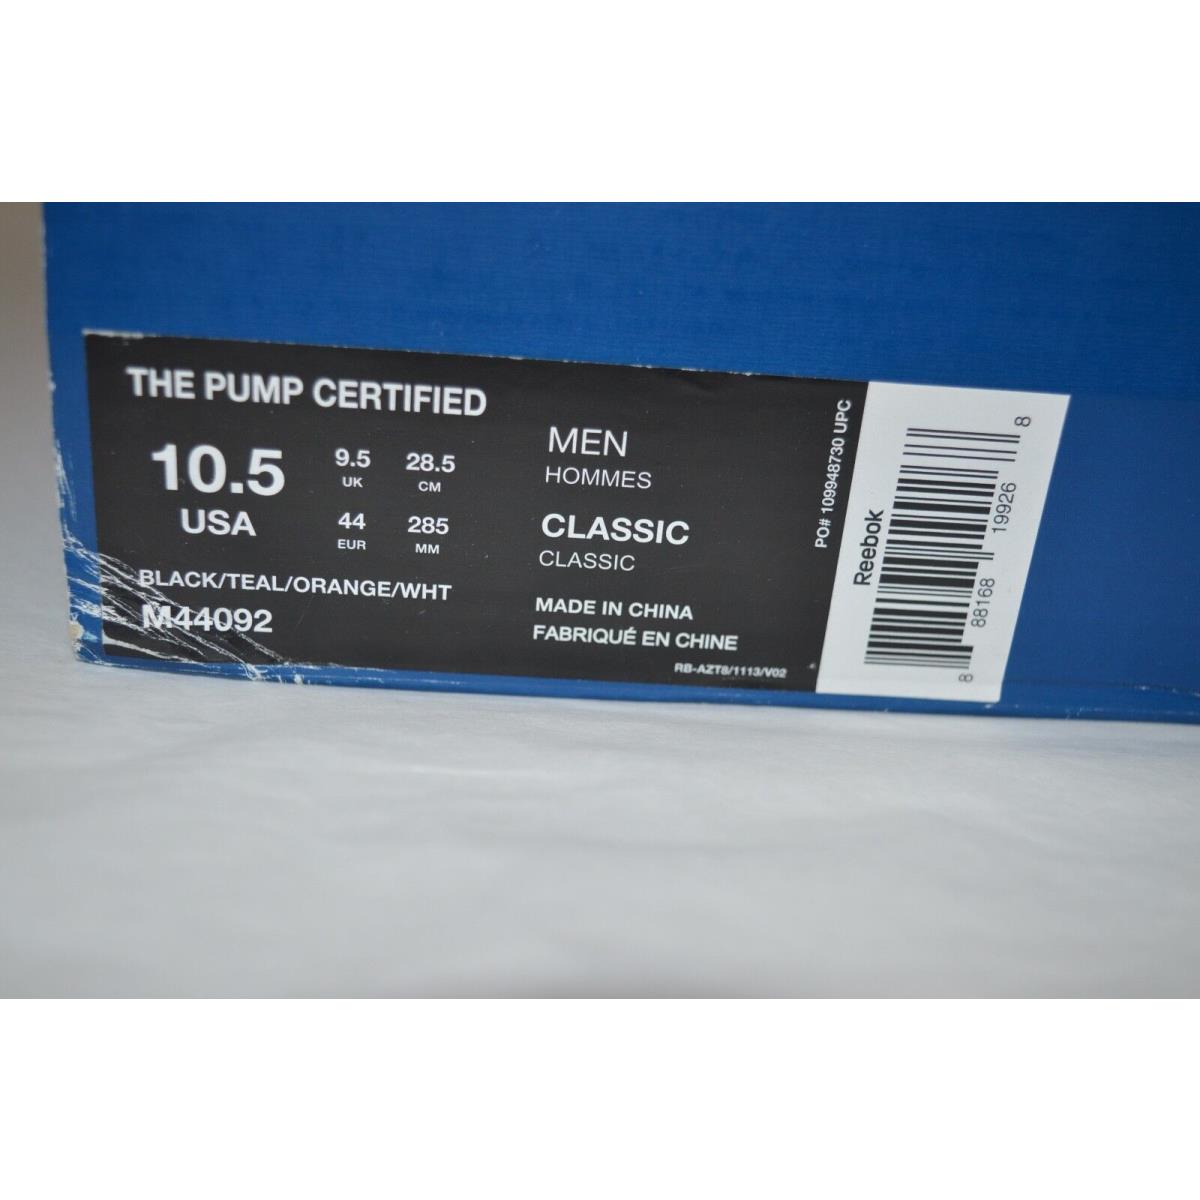 THE PUMP CERTIFIED
10.5
USA
9.5
UK
28.5
CM
44
EUR
285
MM
BLACK/TEAL/ORANGE/WHT
M44092
MEN
HOMMES
CLASSIC
CLASSIC
MADE IN CHINA
FABRIQUÉ EN CHINE
RB-AZT8/1113/V02
PO# 109948730 UPC
Reebok
8 88168 19926 8